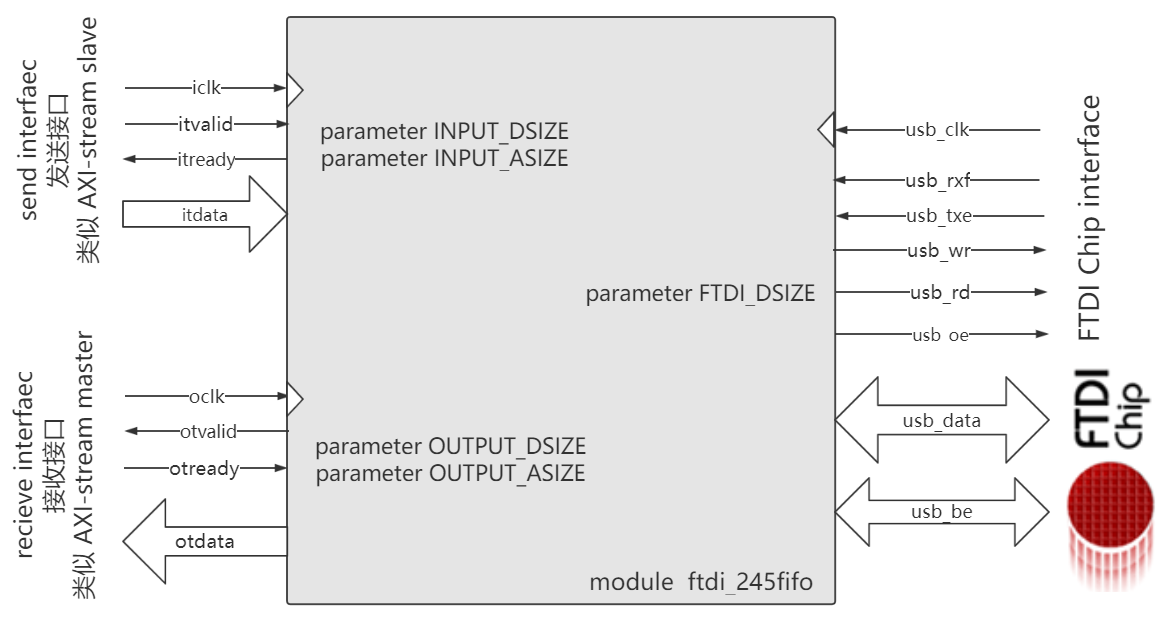 send interfaec
发送接口
类似 AXI-stream slave
iclk
itvalid
itready
itdata
parameter INPUT_DSIZE
parameter INPUT_ASIZE
recieve interfaec
接收接口
类似 AXI-stream master
oclk
otvalid
otready
otdata
parameter OUTPUT_DSIZE
parameter OUTPUT_ASIZE
parameter FTDI_DSIZE
module ftdi_245fifo
usb_clk
usb_rxf
usb_txe
usb_wr
usb_rd
usb oe
usb_data
usb_be
FTDI Chip interface
FTDI
Chip